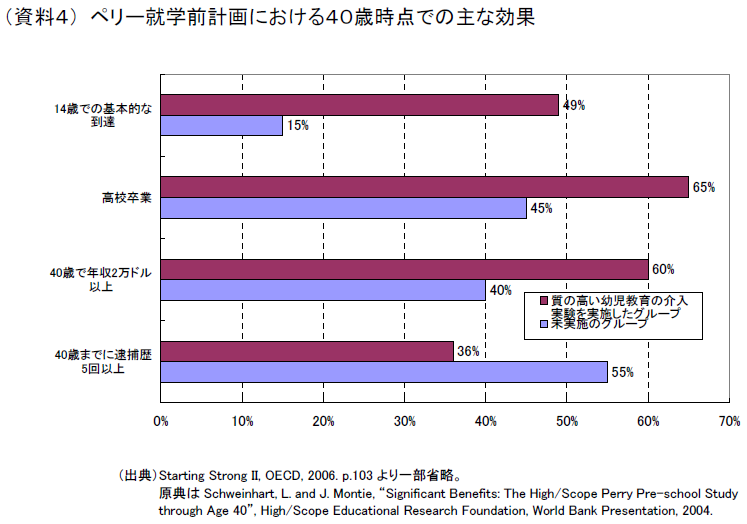 （資料４） ペリー就学前計画における４０歳時点での主な効果
14歳での基本的な
到達
49%
15%
高校卒業
65%
45%
40歳で年収2万ドル
以上
60%
40%
質の高い幼児教育の介入
実験を実施したグループ
未実施のグループ
40歳までに逮捕歴
5回以上
36%
55%
0% 10% 20% 30% 40% 50% 60% 70%
（出典）Starting Strong II, OECD, 2006. p.103 より一部省略。
原典は Schweinhart, L. and J. Montie, “Significant Benefits: The High/Scope Perry Pre-school Study
through Age 40”, High/Scope Educational Research Foundation, World Bank Presentation, 2004.